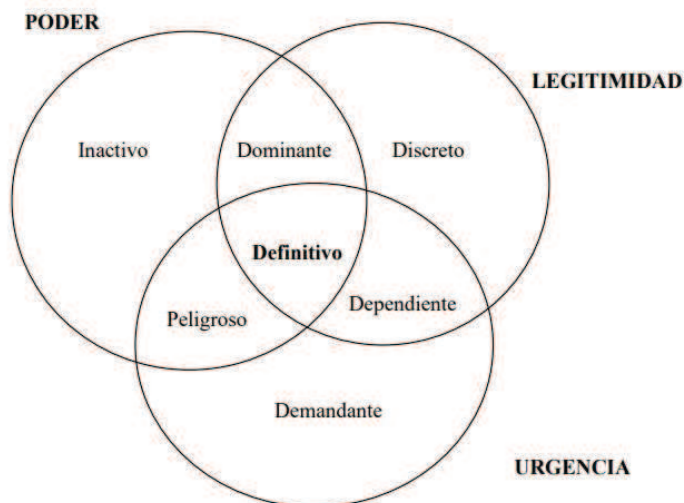 PODER
LEGITIMIDAD
Inactivo
Dominante
Discreto
Definitivo
Peligroso
Dependiente
Demandante
URGENCIA